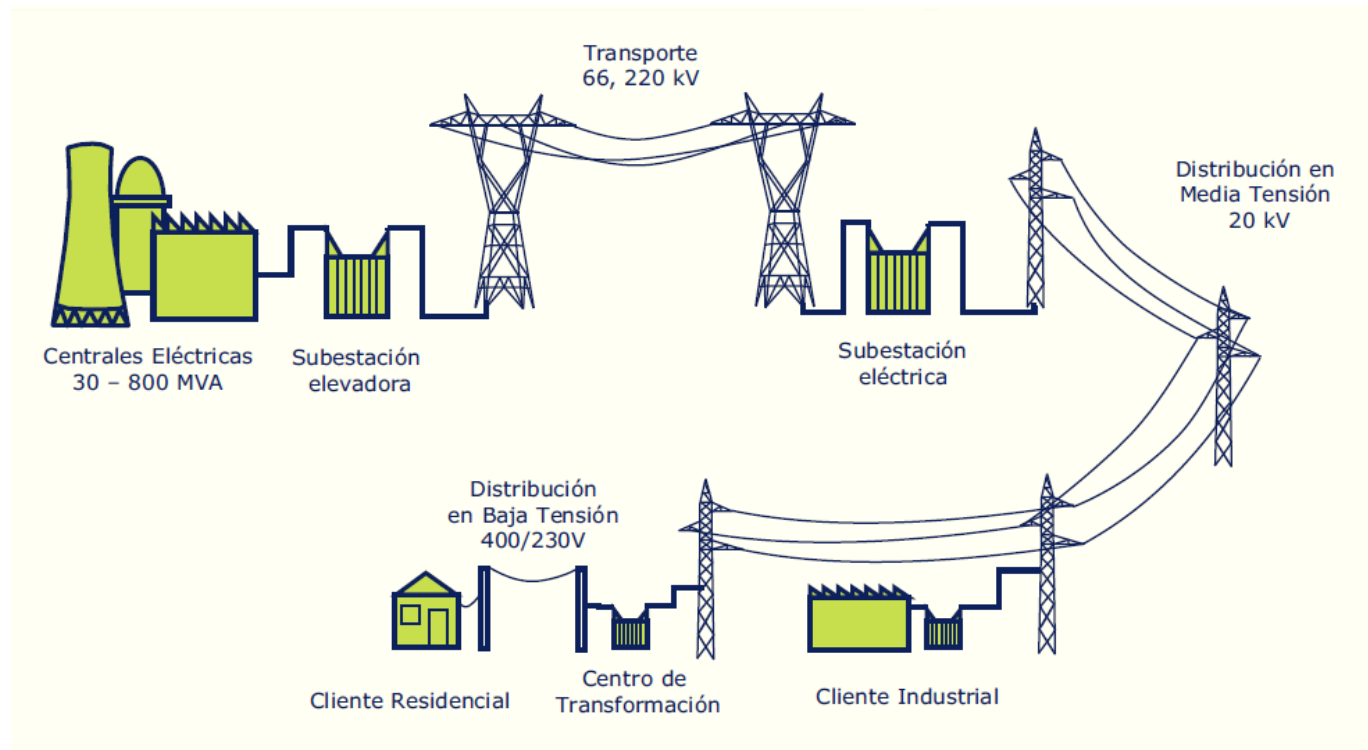 Transporte
66, 220 kV
Distribución en
Media Tensión
20 kV
Centrales Eléctricas
30 – 800 MVA
Subestación
elevadora
Subestación
eléctrica
Distribución
en Baja Tensión
400/230V
Cliente Residencial
Centro de
Transformación
Cliente Industrial